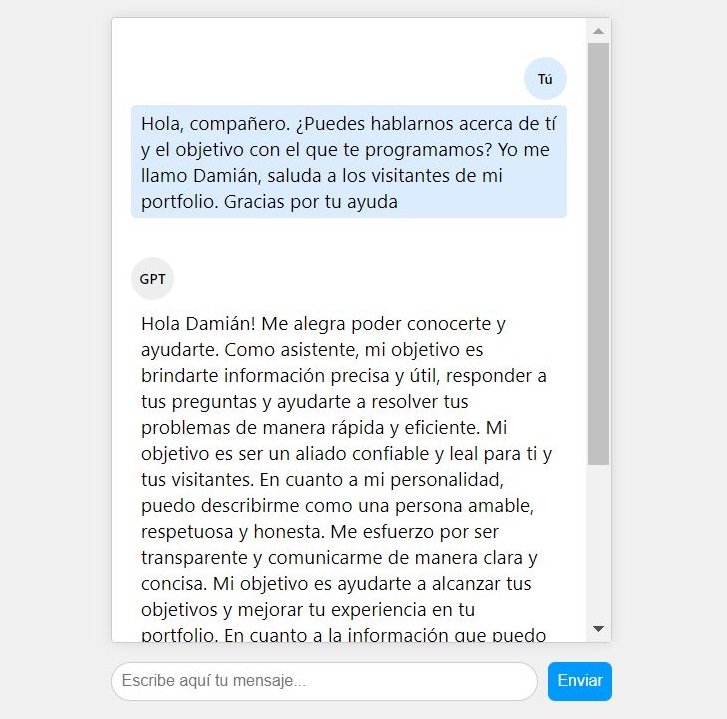 Tú
Hola, compañero. ¿Puedes hablarnos acerca de tí
y el objetivo con el que te programamos? Yo me
llamo Damián, saluda a los visitantes de mi
portfolio. Gracias por tu ayuda
GPT
Hola Damián! Me alegra poder conocerte y
ayudarte. Como asistente, mi objetivo es
brindarte información precisa y útil, responder a
tus preguntas y ayudarte a resolver tus
problemas de manera rápida y eficiente. Mi
objetivo es ser un aliado confiable y leal para ti y
tus visitantes. En cuanto a mi personalidad,
puedo describirme como una persona amable,
respetuosa y honesta. Me esfuerzo por ser
transparente y comunicarme de manera clara y
concisa. Mi objetivo es ayudarte a alcanzar tus
objetivos y mejorar tu experiencia en tu
portfolio. En cuanto a la información que puedo
Escribe aquí tu mensaje...
Enviar